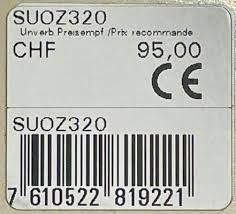 SUOZ320
Unverb Preisempf /Prix recommande
CHF 95,00
CE
SUOZ320
7 610522 819221